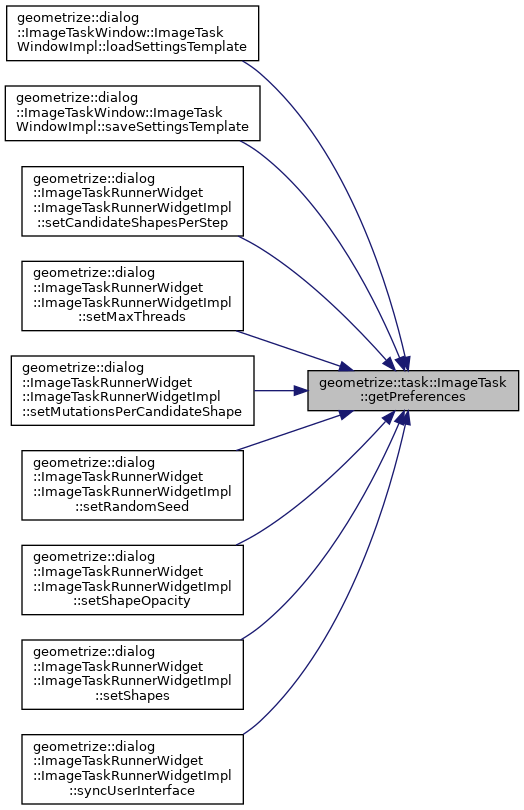 geometrize::dialog
::ImageTaskWindow::ImageTask
WindowImpl::loadSettingsTemplate
geometrize::dialog
::ImageTaskWindow::ImageTask
WindowImpl::saveSettingsTemplate
geometrize::dialog
::ImageTaskRunnerWidget
::ImageTaskRunnerWidgetImpl
::setCandidateShapesPerStep
geometrize::dialog
::ImageTaskRunnerWidget
::ImageTaskRunnerWidgetImpl
::setMaxThreads
geometrize::dialog
::ImageTaskRunnerWidget
::ImageTaskRunnerWidgetImpl
::setMutationsPerCandidateShape
geometrize::dialog
::ImageTaskRunnerWidget
::ImageTaskRunnerWidgetImpl
::setRandomSeed
geometrize::dialog
::ImageTaskRunnerWidget
::ImageTaskRunnerWidgetImpl
::setShapeOpacity
geometrize::dialog
::ImageTaskRunnerWidget
::ImageTaskRunnerWidgetImpl
::setShapes
geometrize::dialog
::ImageTaskRunnerWidget
::ImageTaskRunnerWidgetImpl
::syncUserInterface
geometrize::task::ImageTask
::getPreferences